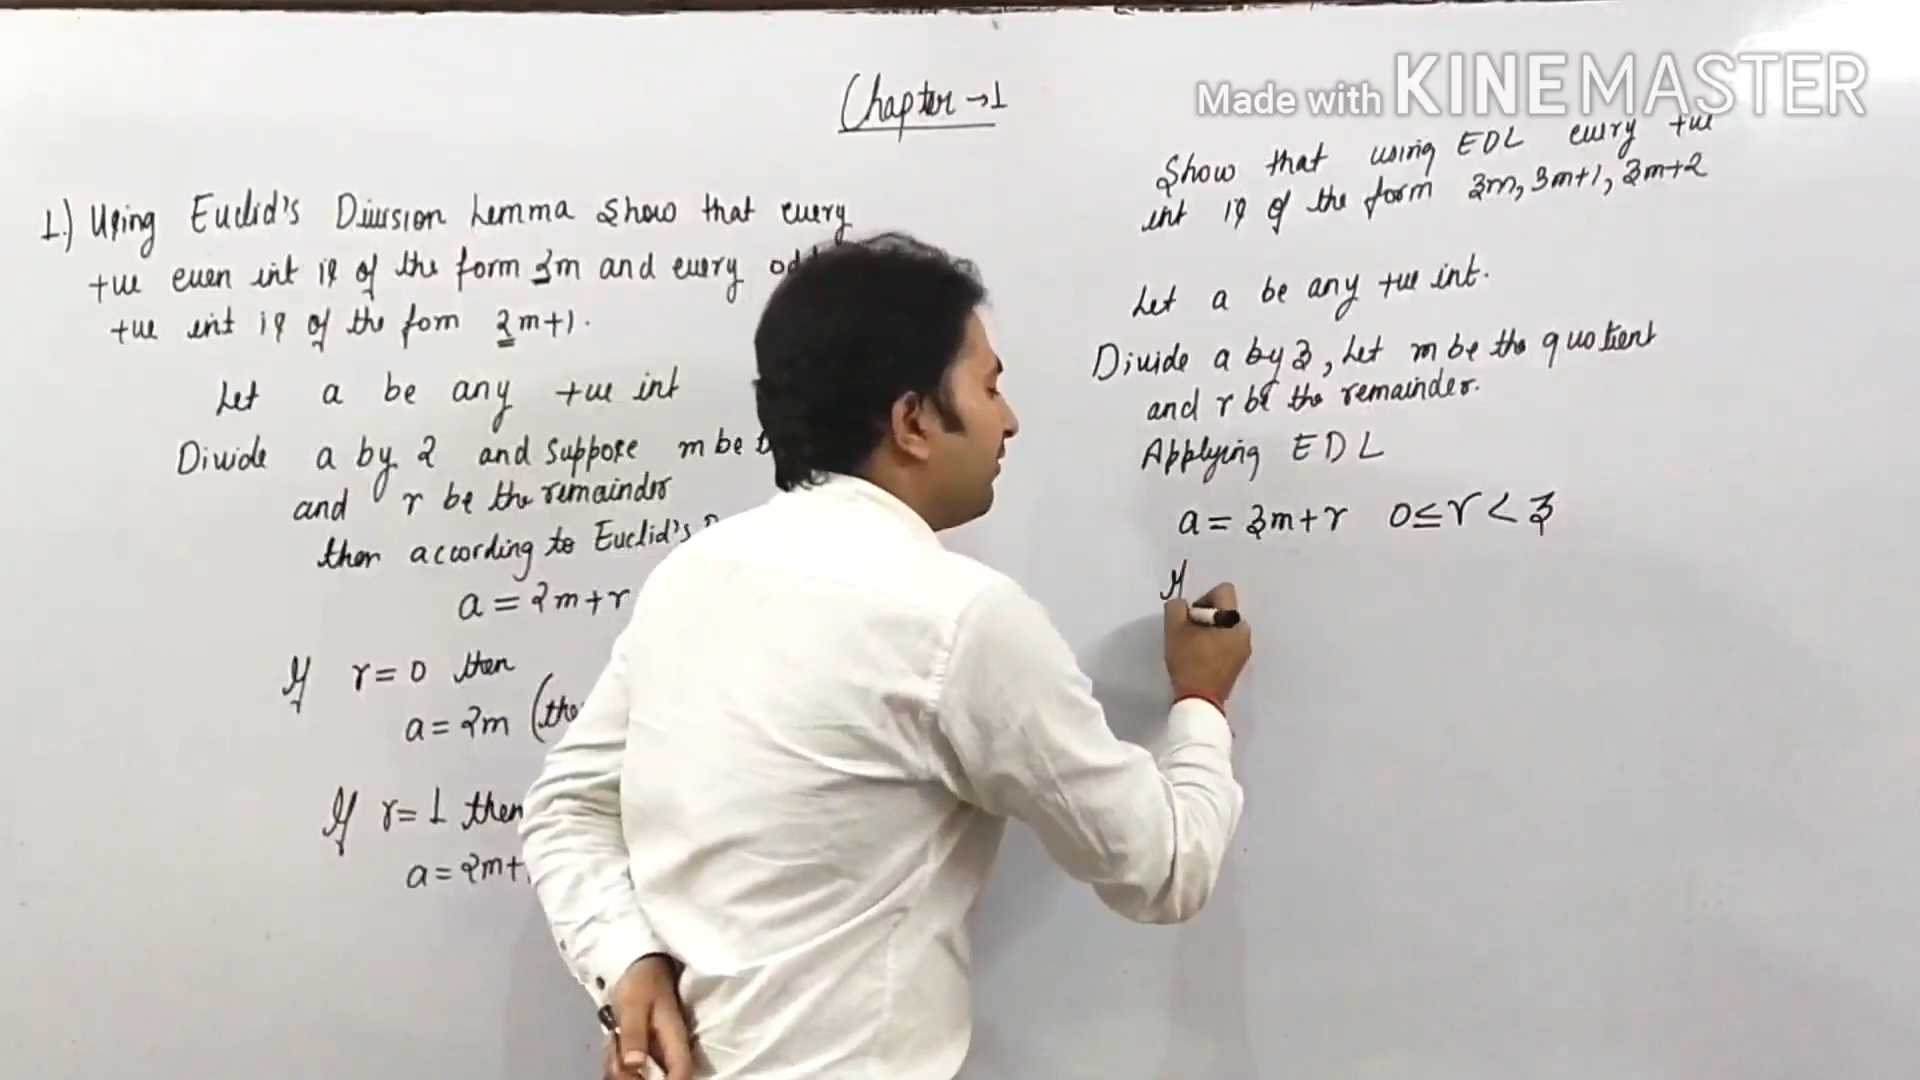 Made with KINEMASTER
Chapter → 1
1.) Using Euclid's Division Lemma show that every
+ve even int is of the form 2m and every
+ve int is of the form 2m+1.
Let a be any +ve int
Divide a by 2 and suppose m be
and r be the remainder
then according to Euclid's
a = 2m+r
If r=0 then
a = 2m
If r=1 then
a = 2m+
Show that using EDL every +ve
int is of the form 3m, 3m+1, 3m+2
Let a be any +ve int.
Divide a by 3, Let m be the quotient
and r be the remainder.
Applying EDL
a = 3m+r 0≤r<3
If